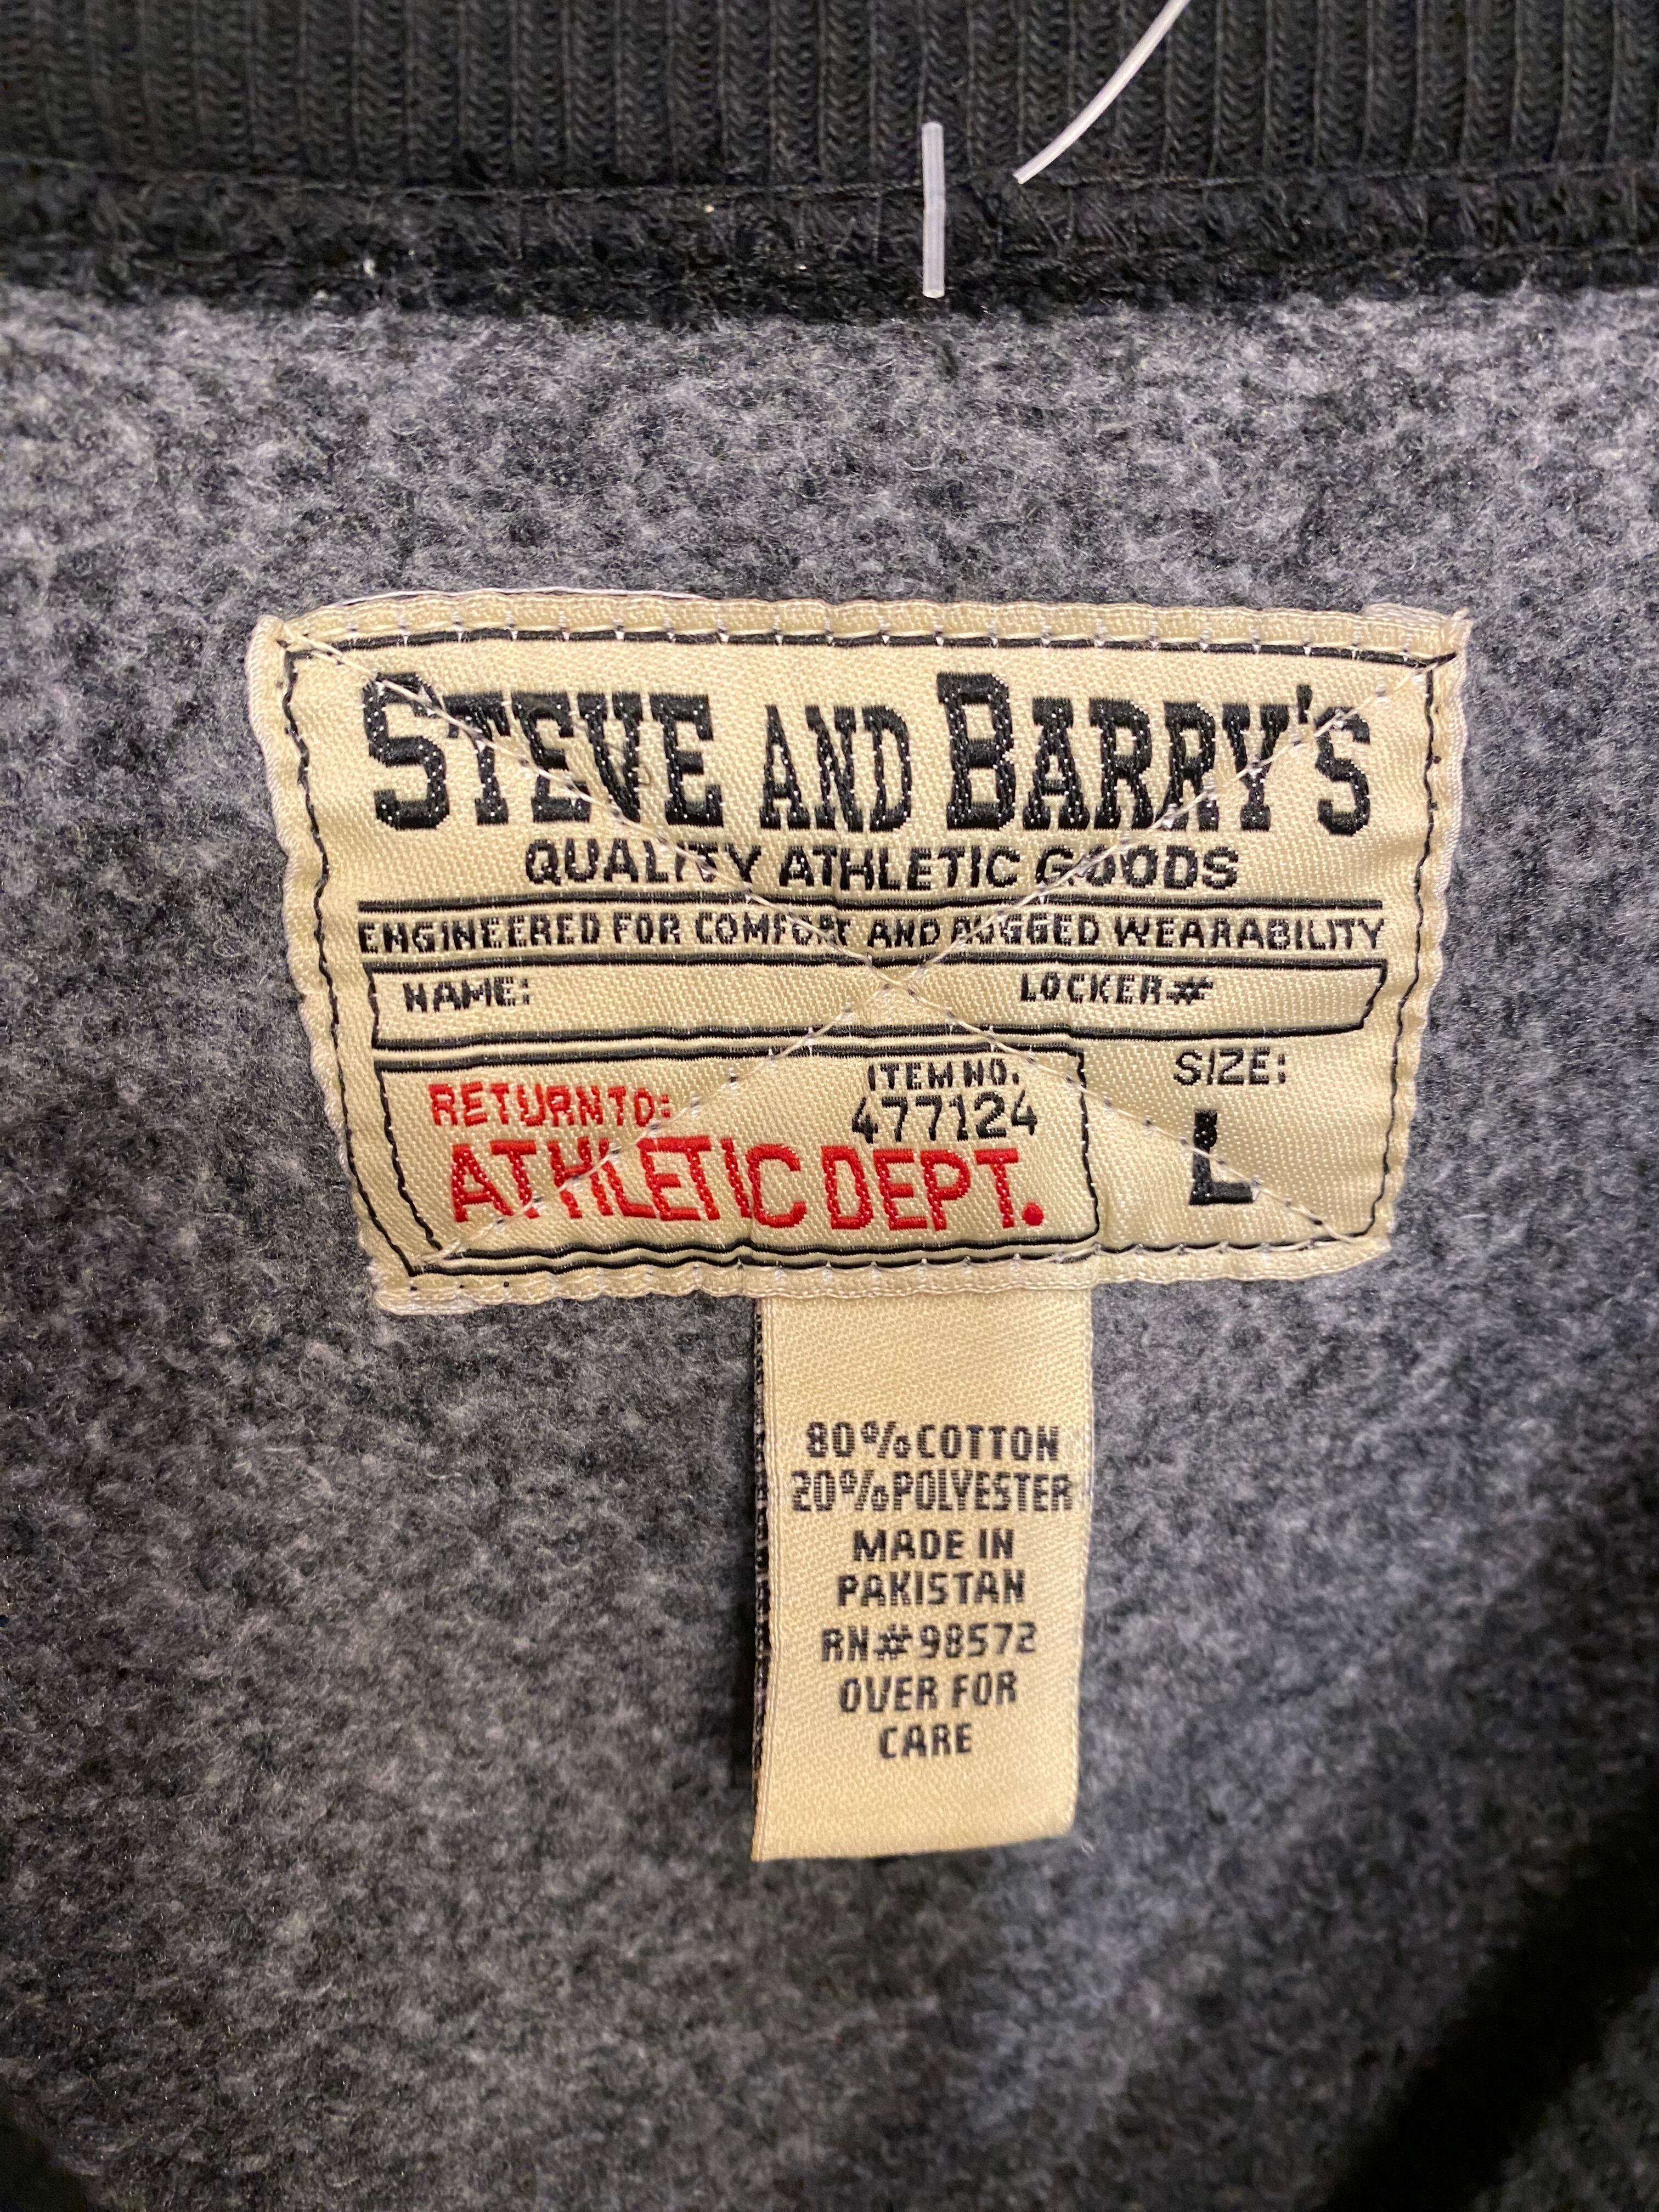 STEVE AND BARRY'S
QUALITY ATHLETIC GOODS
ENGINEERED FOR COMFORT AND RUGGED WEARABILITY
NAME: LOCKER#
RETURN TO: ITEM NO. SIZE:
477124
ATHLETIC DEPT. L
80% COTTON
20% POLYESTER
MADE IN
PAKISTAN
RN# 98572
OVER FOR
CARE